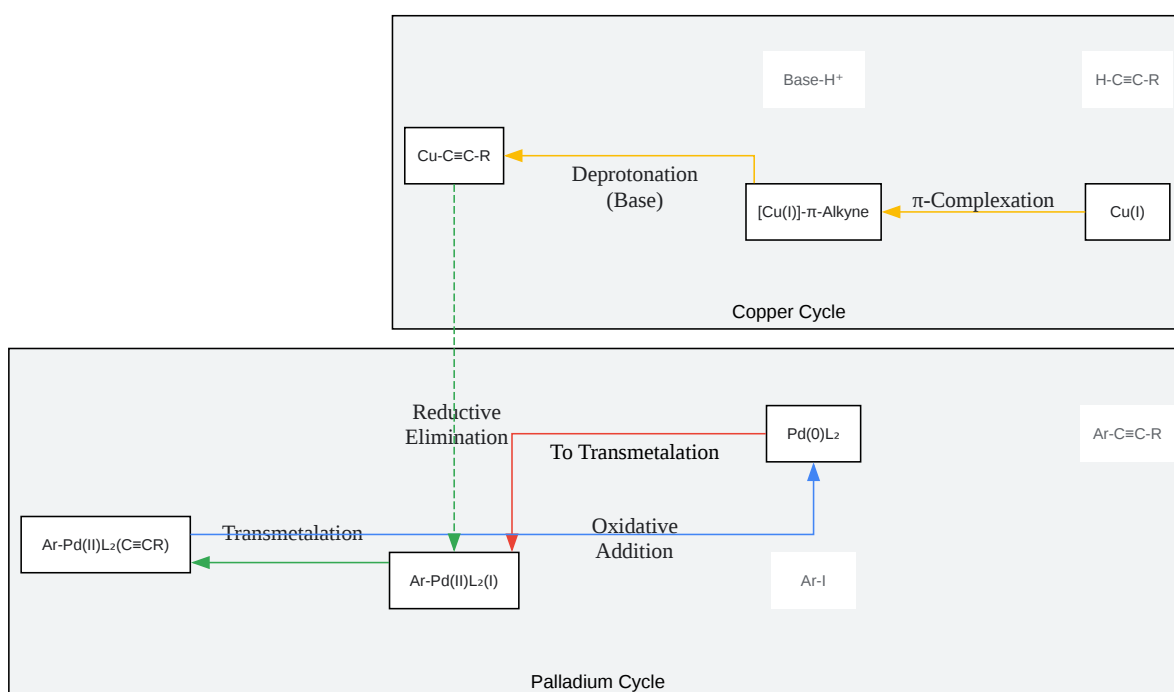 Base-H⁺
H-C≡C-R
Cu-C≡C-R
Deprotonation
(Base)
[Cu(I)]-π-Alkyne
π-Complexation
Cu(I)
Copper Cycle
Reductive
Elimination
To Transmetalation
Pd(0)L₂
Ar-C≡C-R
Ar-Pd(II)L₂(C≡CR)
Transmetalation
Oxidative
Addition
Ar-Pd(II)L₂(I)
Ar-I
Palladium Cycle